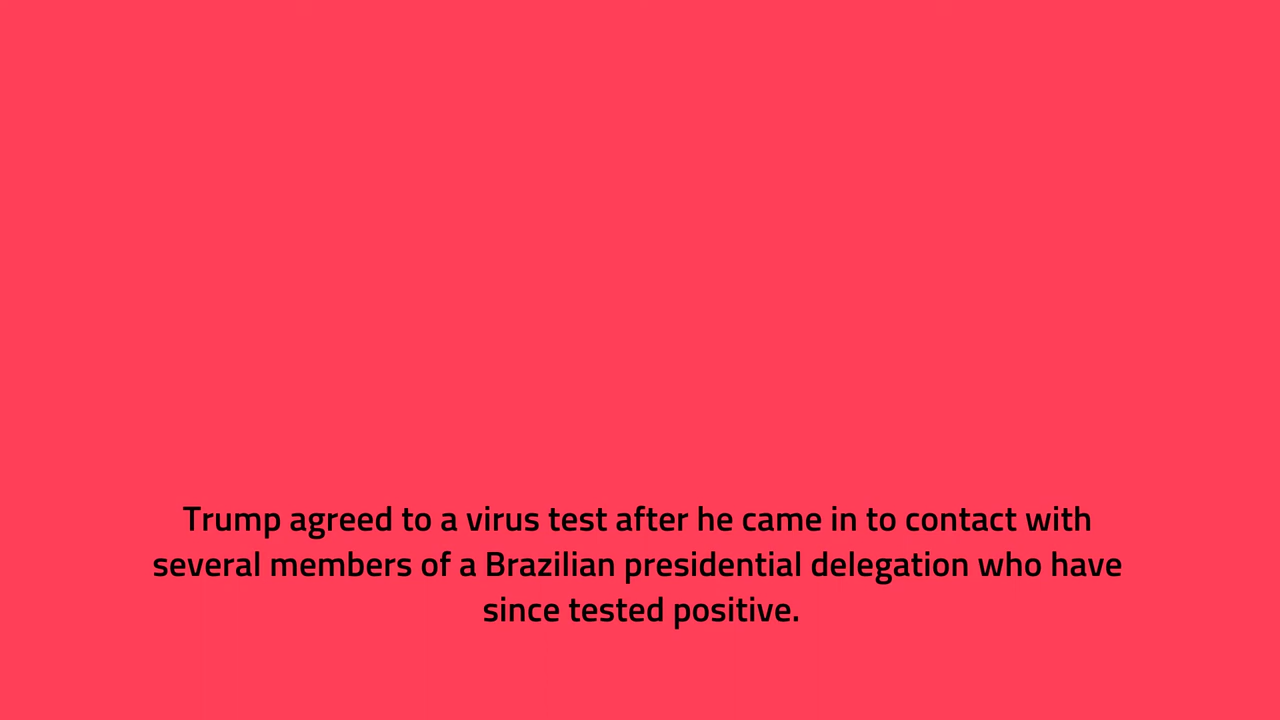 Trump agreed to a virus test after he came in to contact with
several members of a Brazilian presidential delegation who have
since tested positive.